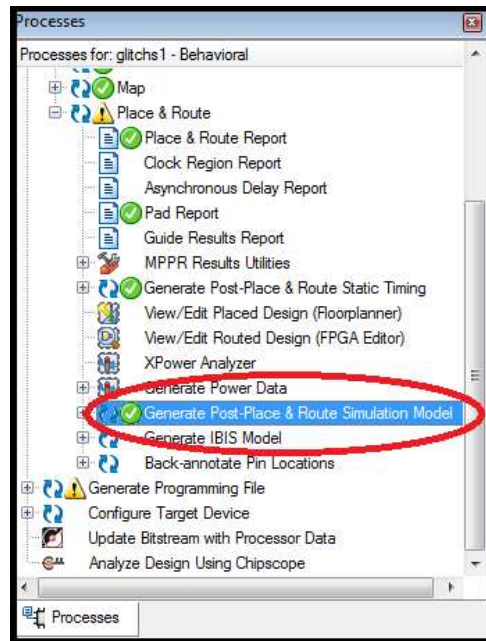 Processes
Processes for: glitchs1 - Behavioral
Map
Place & Route
Place & Route Report
Clock Region Report
Asynchronous Delay Report
Pad Report
Guide Results Report
MPPR Results Utilities
Generate Post-Place & Route Static Timing
View/Edit Placed Design (Floorplanner)
View/Edit Routed Design (FPGA Editor)
XPower Analyzer
Generate Power Data
Generate Post-Place & Route Simulation Model
Generate IBIS Model
Back-annotate Pin Locations
Generate Programming File
Configure Target Device
Update Bitstream with Processor Data
Analyze Design Using Chipscope
Processes